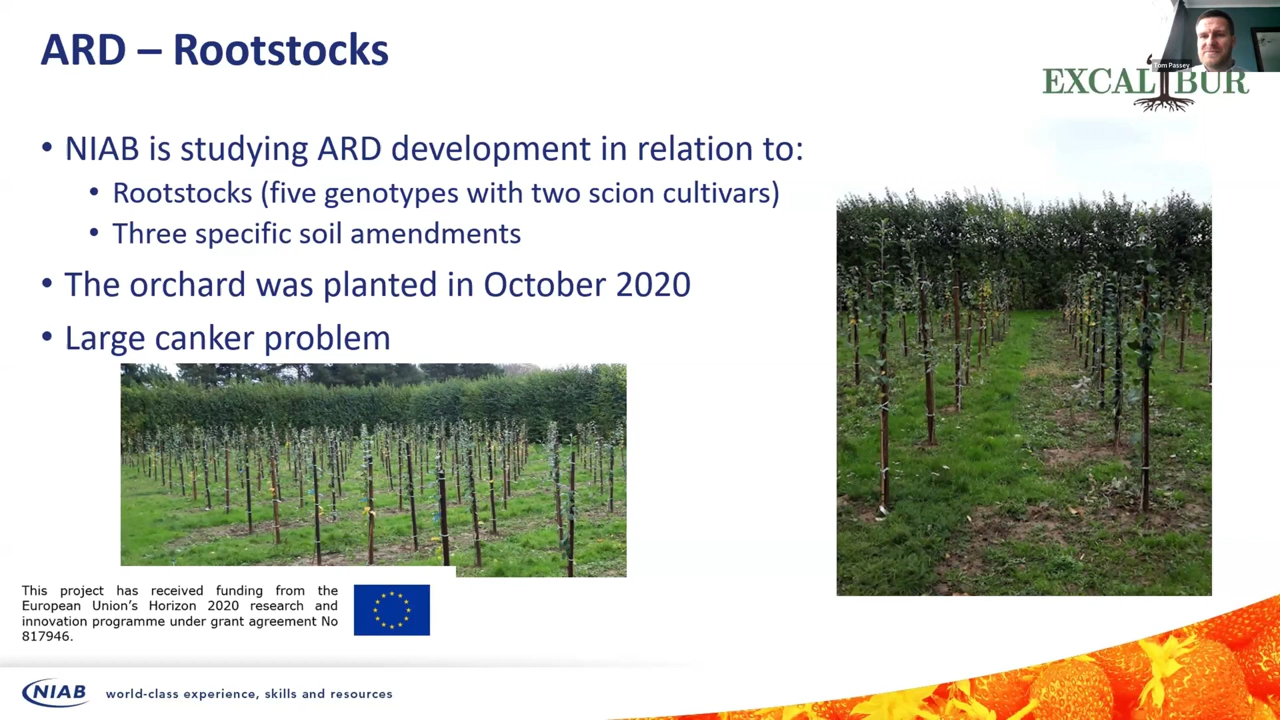 ARD – Rootstocks
Tom Passey
EXCALIBUR
• NIAB is studying ARD development in relation to:
• Rootstocks (five genotypes with two scion cultivars)
• Three specific soil amendments
• The orchard was planted in October 2020
• Large canker problem
This project has received funding from the
European Union's Horizon 2020 research and
innovation programme under grant agreement No
817946.
NIAB world-class experience, skills and resources